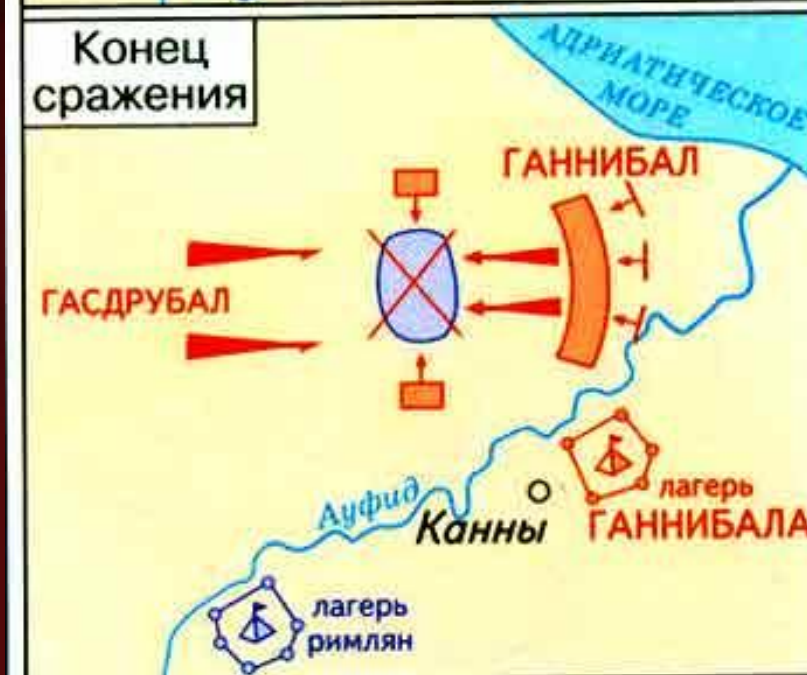 Конец
сражения
АДРИАТИЧЕСКОЕ
МОРЕ
ГАННИБАЛ
ГАСДРУБАЛ
Ауфид
Канны
лагерь
ГАННИБАЛА
лагерь
римлян